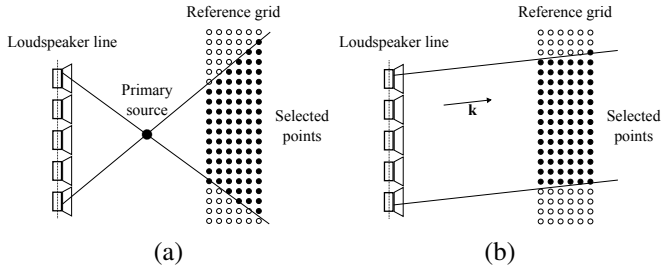 Reference grid
Loudspeaker line
Primary
source
Selected
points
(a)
Reference grid
Loudspeaker line
k
Selected
points
(b)